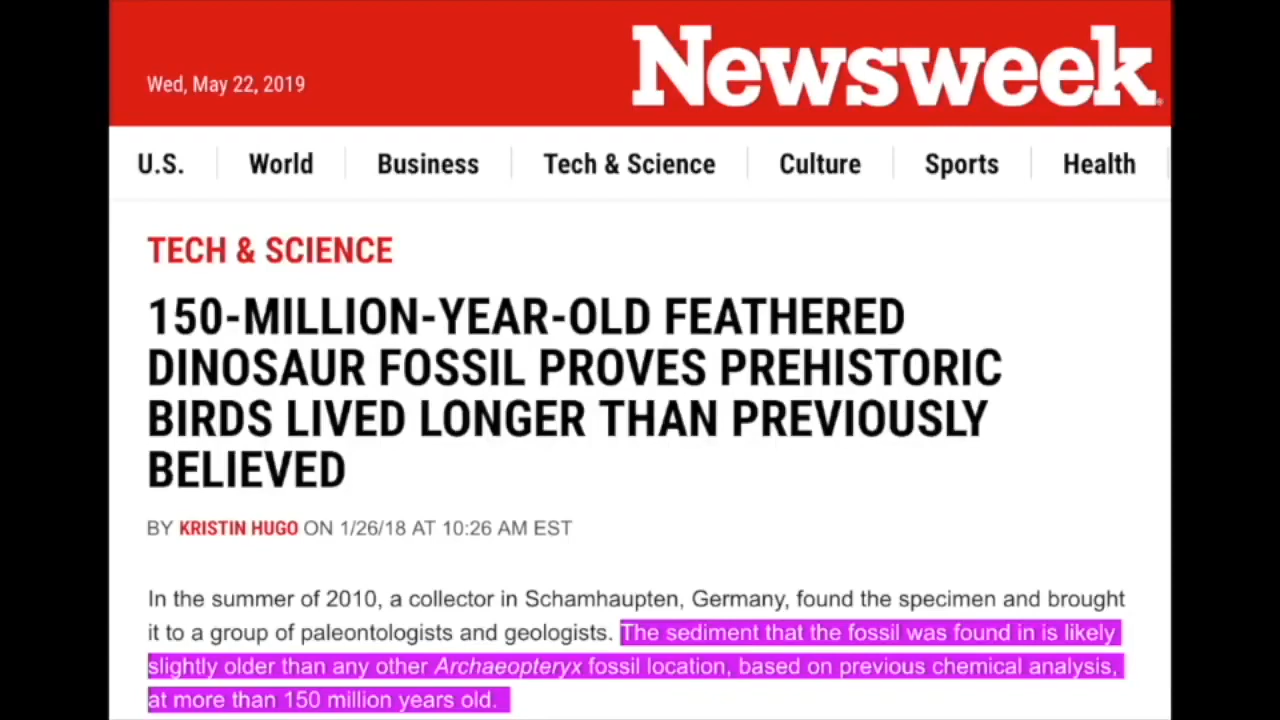 Wed, May 22, 2019
Newsweek
U.S. World Business Tech & Science Culture Sports Health
TECH & SCIENCE
150-MILLION-YEAR-OLD FEATHERED
DINOSAUR FOSSIL PROVES PREHISTORIC
BIRDS LIVED LONGER THAN PREVIOUSLY
BELIEVED
BY KRISTIN HUGO ON 1/26/18 AT 10:26 AM EST
In the summer of 2010, a collector in Schamhaupten, Germany, found the specimen and brought
it to a group of paleontologists and geologists. The sediment that the fossil was found in is likely
slightly older than any other Archaeopteryx fossil location, based on previous chemical analysis,
at more than 150 million years old.